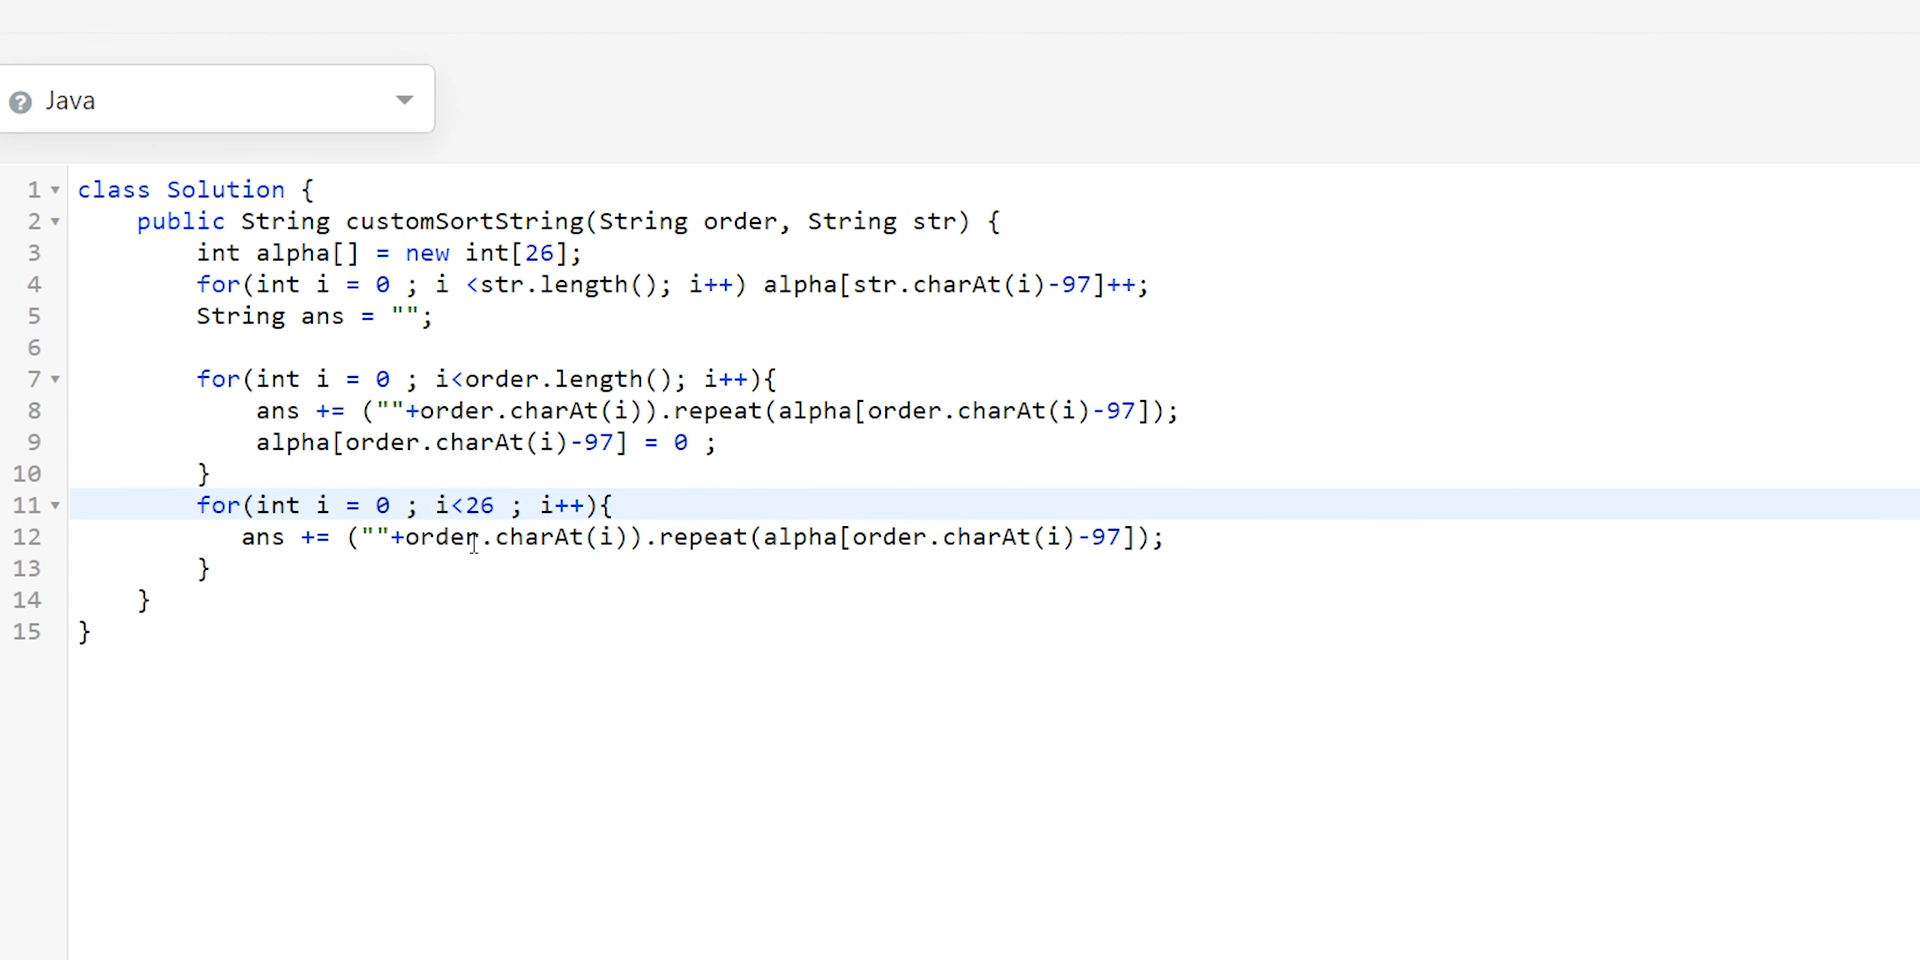 Java
1 class Solution {
2     public String customSortString(String order, String str) {
3         int alpha[] = new int[26];
4         for(int i = 0 ; i <str.length(); i++) alpha[str.charAt(i)-97]++;
5         String ans = "";
6
7         for(int i = 0 ; i<order.length(); i++){
8             ans += (""+order.charAt(i)).repeat(alpha[order.charAt(i)-97]);
9             alpha[order.charAt(i)-97] = 0 ;
10         }
11         for(int i = 0 ; i<26 ; i++){
12            ans += (""+order.charAt(i)).repeat(alpha[order.charAt(i)-97]);
13         }
14     }
15 }